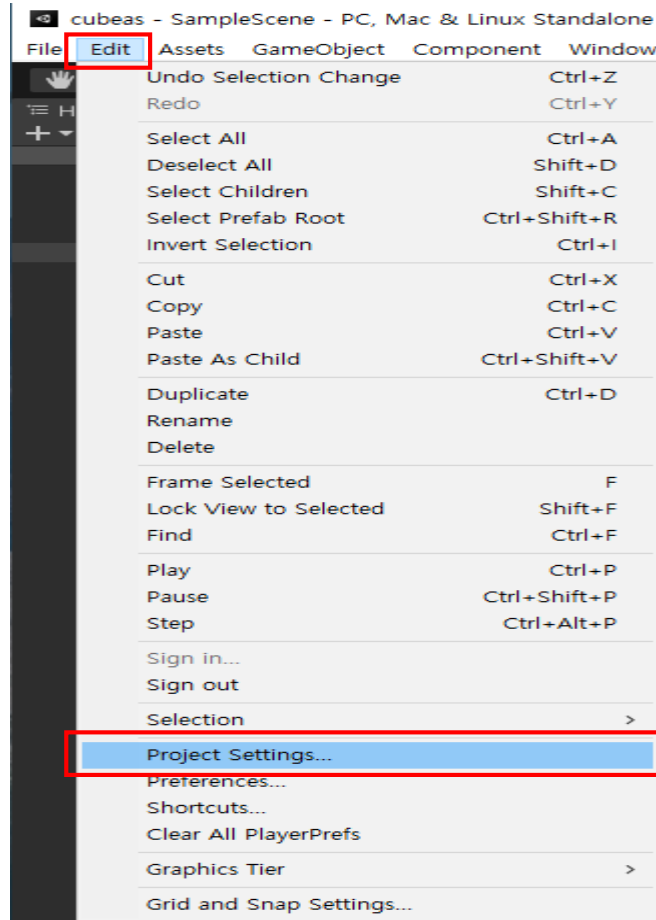 cubeas - SampleScene - PC, Mac & Linux Standalone
File Edit Assets GameObject Component Window
H
Undo Selection Change Ctrl+Z
Redo Ctrl+Y
Select All Ctrl+A
Deselect All Shift+D
Select Children Shift+C
Select Prefab Root Ctrl+Shift+R
Invert Selection Ctrl+I
Cut Ctrl+X
Copy Ctrl+C
Paste Ctrl+V
Paste As Child Ctrl+Shift+V
Duplicate Ctrl+D
Rename
Delete
Frame Selected F
Lock View to Selected Shift+F
Find Ctrl+F
Play Ctrl+P
Pause Ctrl+Shift+P
Step Ctrl+Alt+P
Sign in...
Sign out
Selection >
Project Settings...
Preferences...
Shortcuts...
Clear All PlayerPrefs
Graphics Tier >
Grid and Snap Settings...